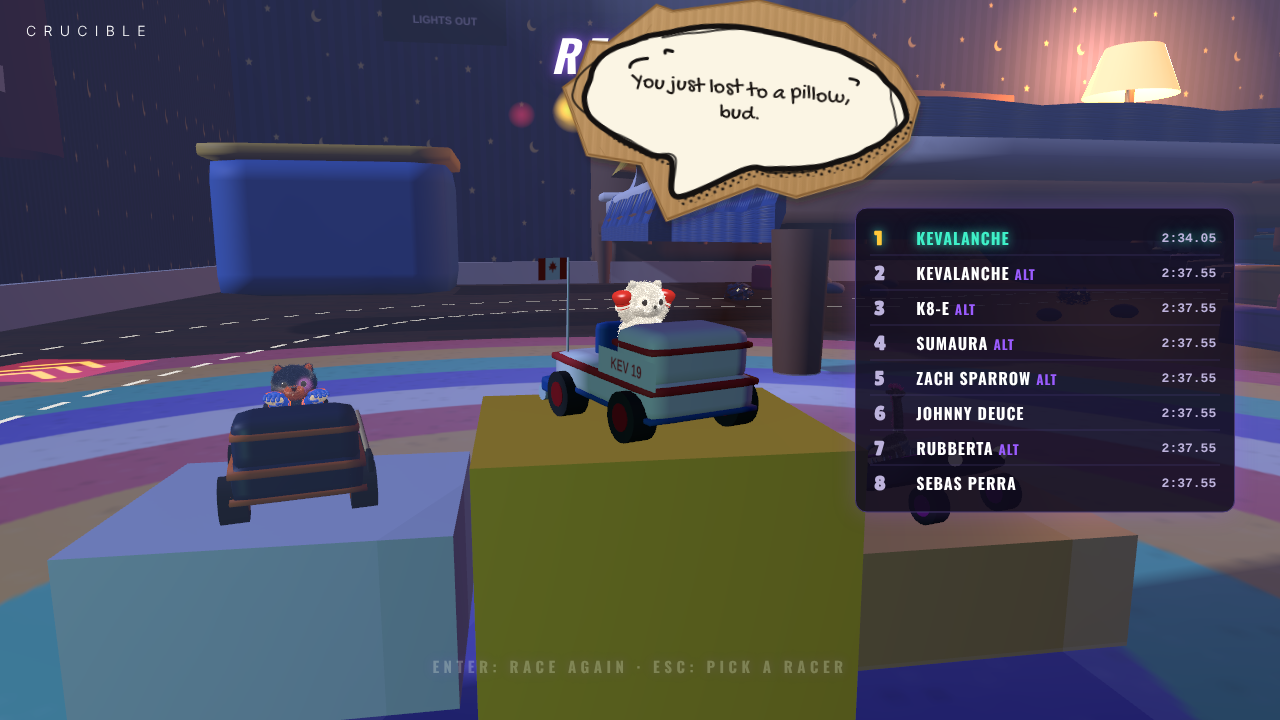 CRUCIBLE
LIGHTS OUT
You just lost to a pillow,
bud.
1 KEVALANCHE 2:34.05
2 KEVALANCHE ALT 2:37.55
3 K8-E ALT 2:37.55
4 SUMAURA ALT 2:37.55
5 ZACH SPARROW ALT 2:37.55
6 JOHNNY DEUCE 2:37.55
7 RUBBERTA ALT 2:37.55
8 SEBAS PERRA 2:37.55
KEV 19
ENTER: RACE AGAIN · ESC: PICK A RACER